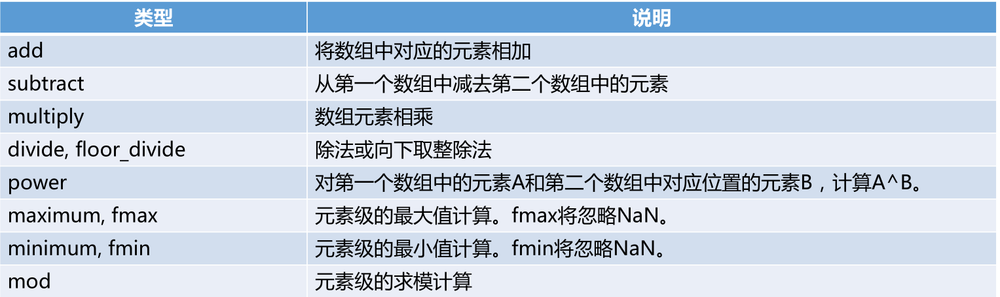 类型 说明
add 将数组中对应的元素相加
subtract 从第一个数组中减去第二个数组中的元素
multiply 数组元素相乘
divide, floor_divide 除法或向下取整除法
power 对第一个数组中的元素A和第二个数组中对应位置的元素B，计算A^B。
maximum, fmax 元素级的最大值计算。fmax将忽略NaN。
minimum, fmin 元素级的最小值计算。fmin将忽略NaN。
mod 元素级的求模计算